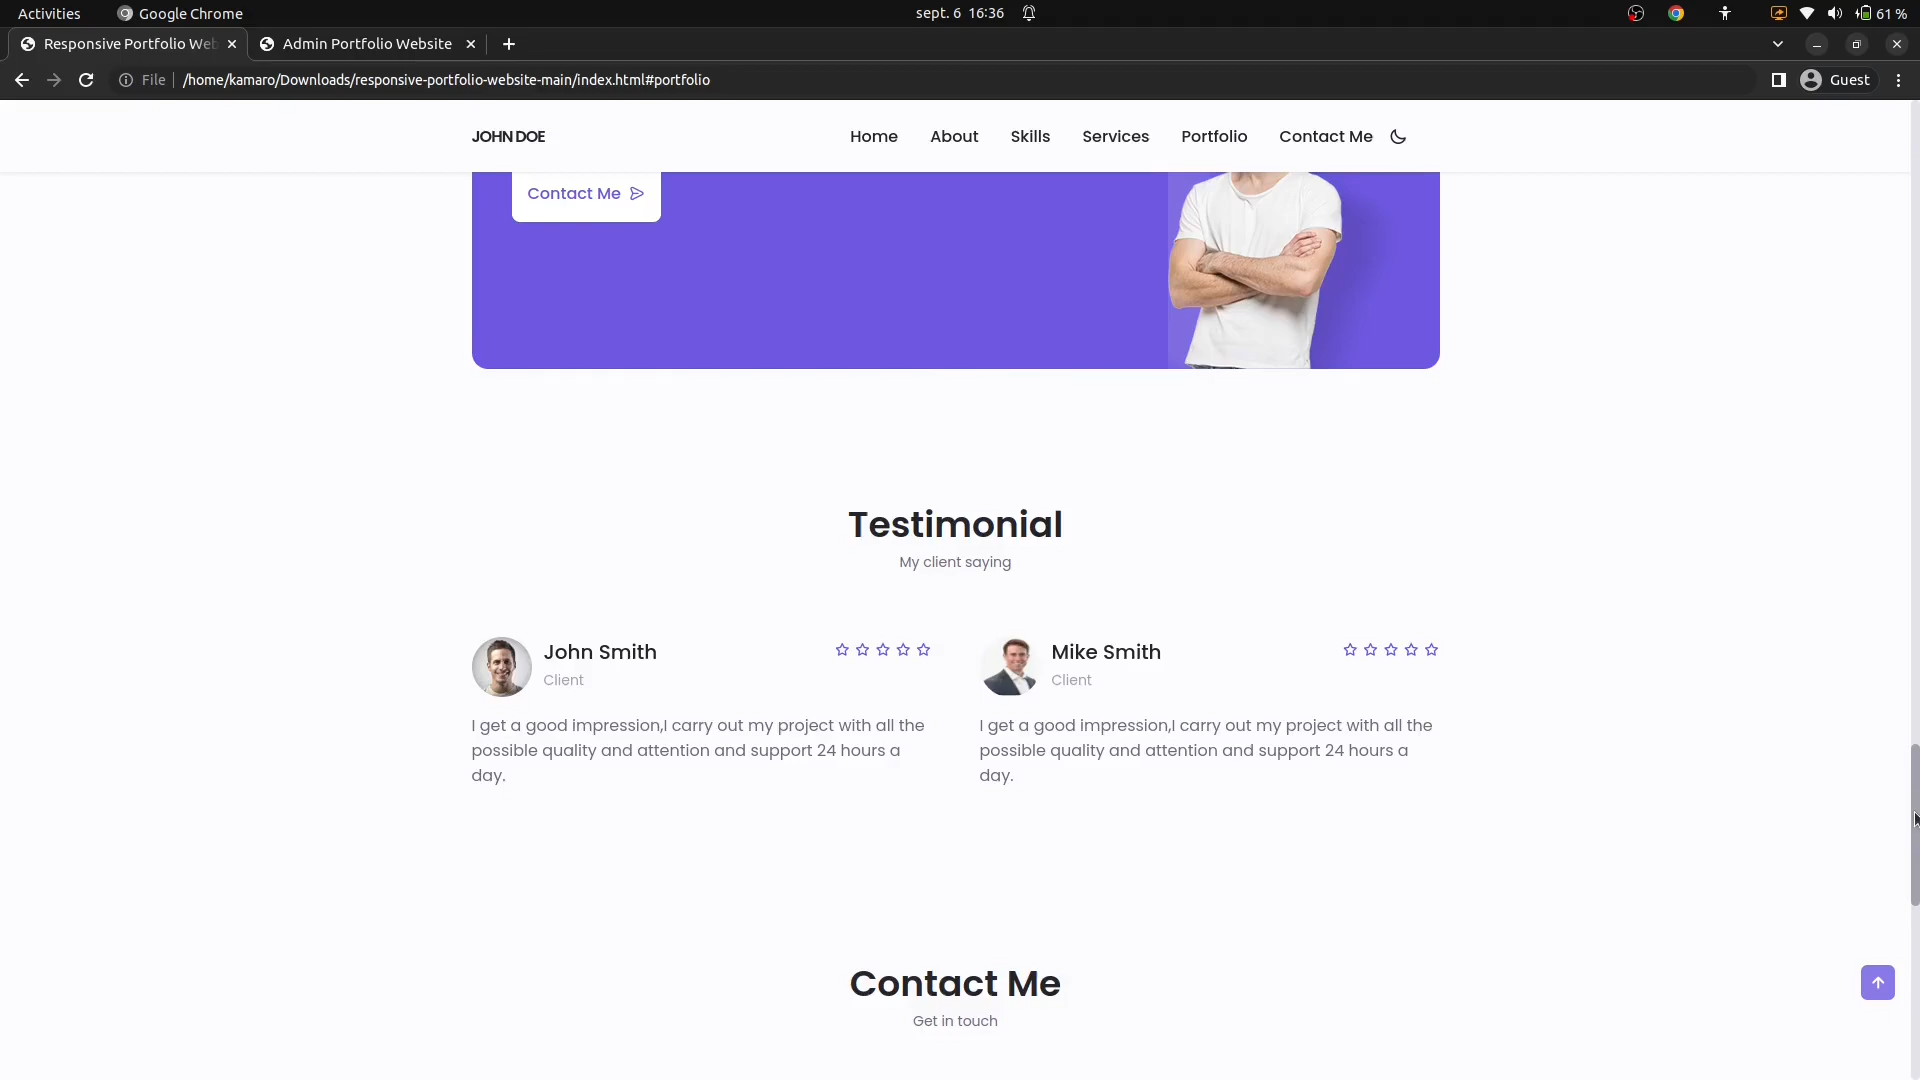 Activities
Google Chrome
sept. 6 16:36
61 %
Responsive Portfolio Web
Admin Portfolio Website
File
/home/kamaro/Downloads/responsive-portfolio-website-main/index.html#portfolio
Guest
JOHN DOE
Home
About
Skills
Services
Portfolio
Contact Me
Contact Me
Testimonial
My client saying
John Smith
Client
I get a good impression,I carry out my project with all the
possible quality and attention and support 24 hours a
day.
Mike Smith
Client
I get a good impression,I carry out my project with all the
possible quality and attention and support 24 hours a
day.
Contact Me
Get in touch